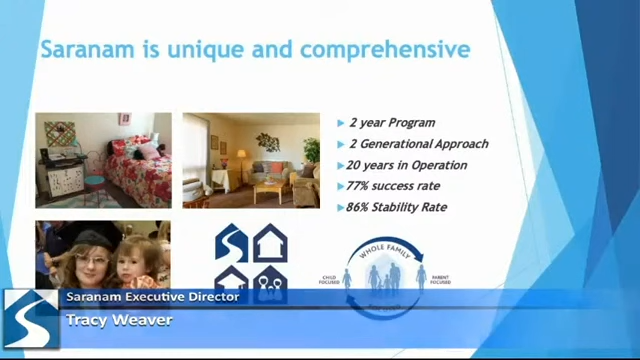 Saranam is unique and comprehensive
2 year Program
2 Generational Approach
20 years in Operation
77% success rate
86% Stability Rate
WHOLE FAMILY
CHILD
FOCUSED
PARENT
FOCUSED
Saranam Executive Director
Tracy Weaver